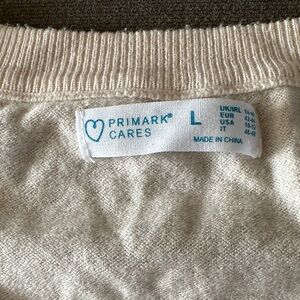 PRIMARK®
CARES
L
UK/IRL
EUR
USA
IT
MADE IN CHINA